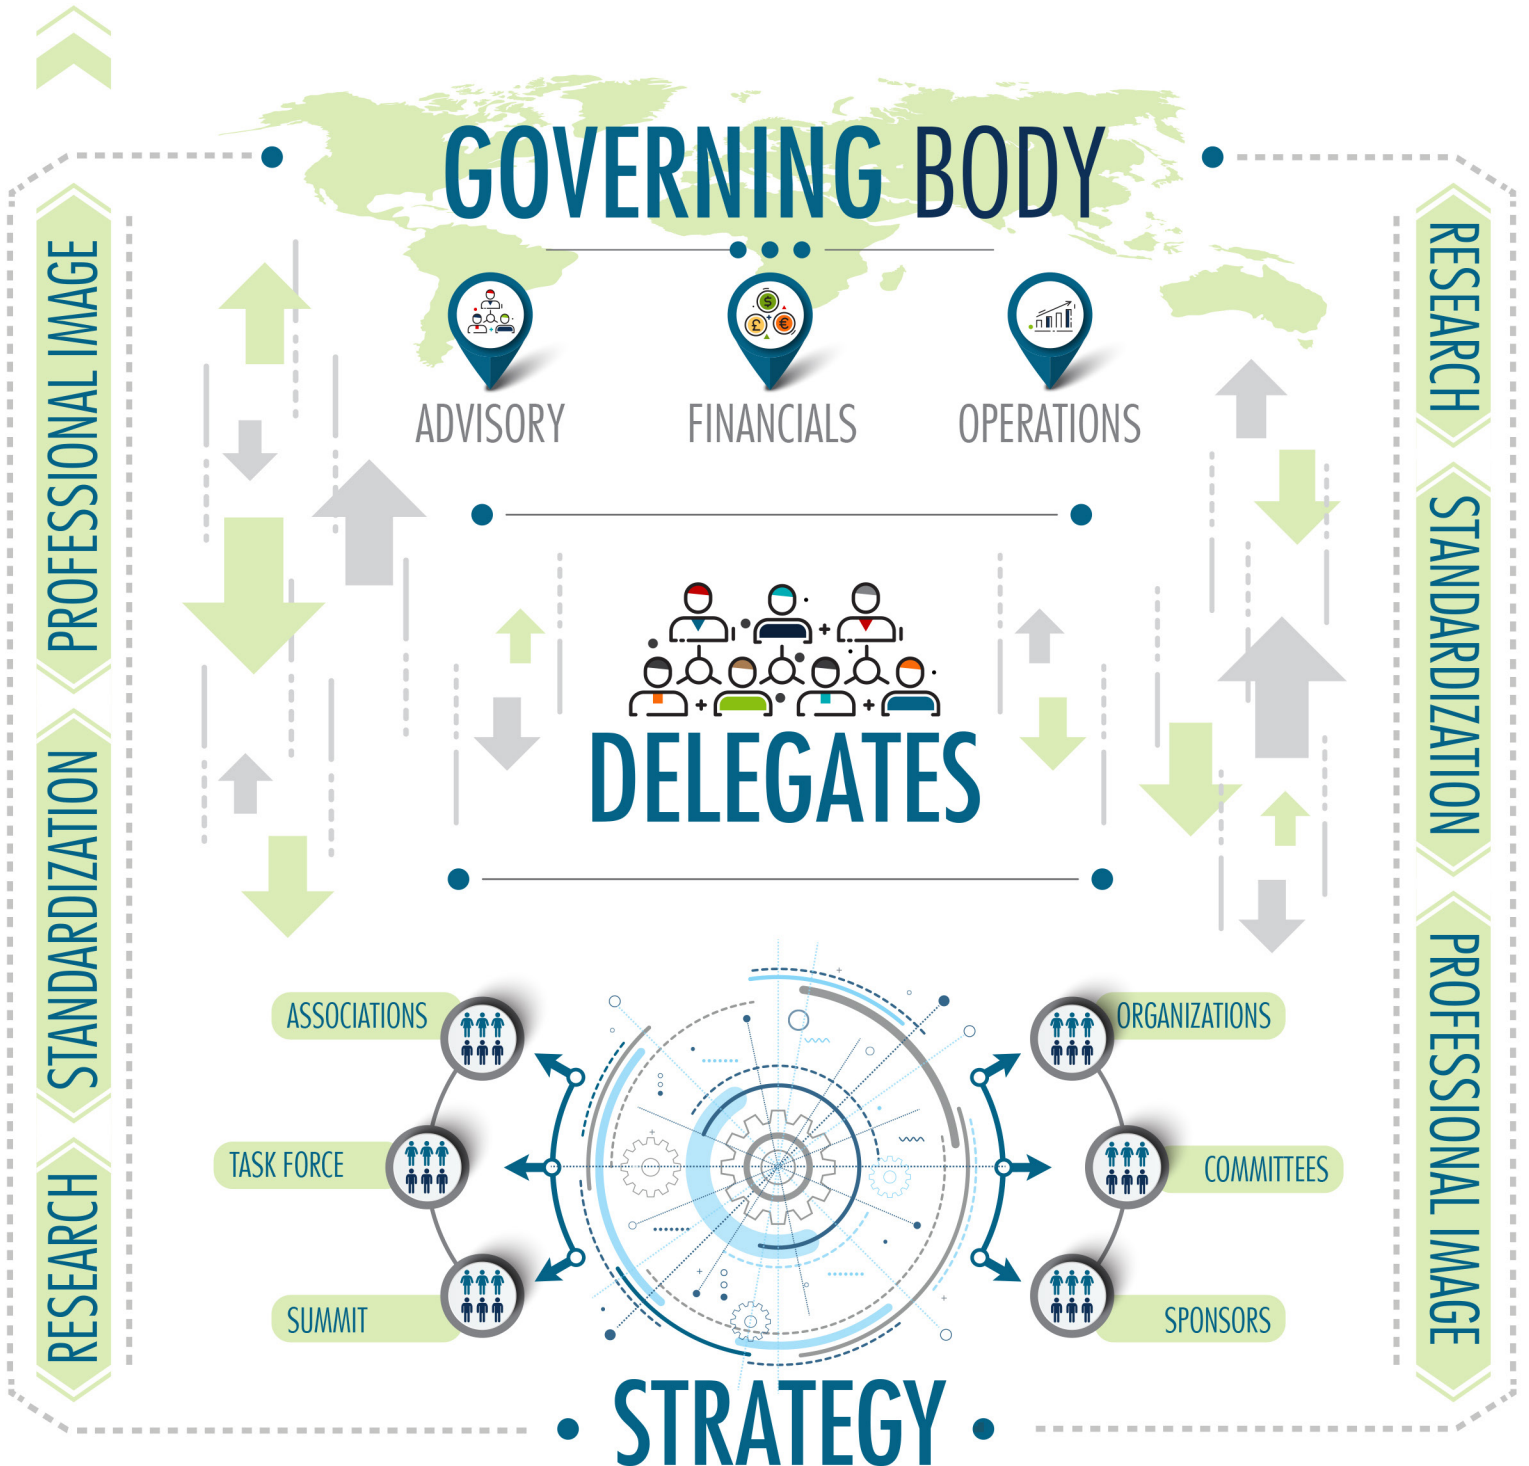 GOVERNING BODY
ADVISORY
FINANCIALS
OPERATIONS
DELEGATES
ASSOCIATIONS
TASK FORCE
SUMMIT
ORGANIZATIONS
COMMITTEES
SPONSORS
STRATEGY
PROFESSIONAL IMAGE
STANDARDIZATION
RESEARCH
RESEARCH
STANDARDIZATION
PROFESSIONAL IMAGE